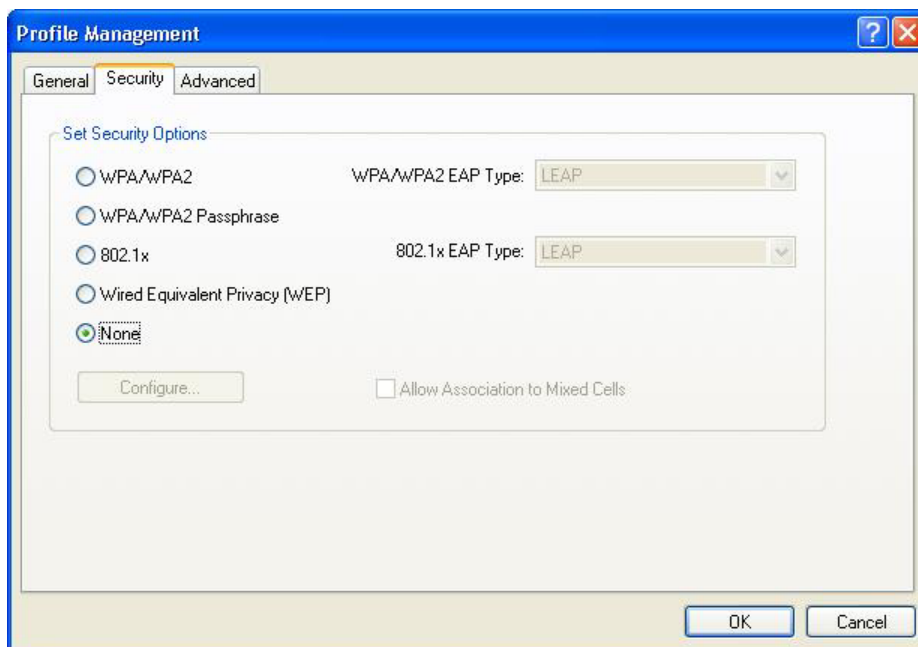 Profile Management
General Security Advanced
Set Security Options
WPA/WPA2 WPA/WPA2 EAP Type: LEAP
WPA/WPA2 Passphrase
802.1x 802.1x EAP Type: LEAP
Wired Equivalent Privacy (WEP)
None
Configure... Allow Association to Mixed Cells
OK Cancel